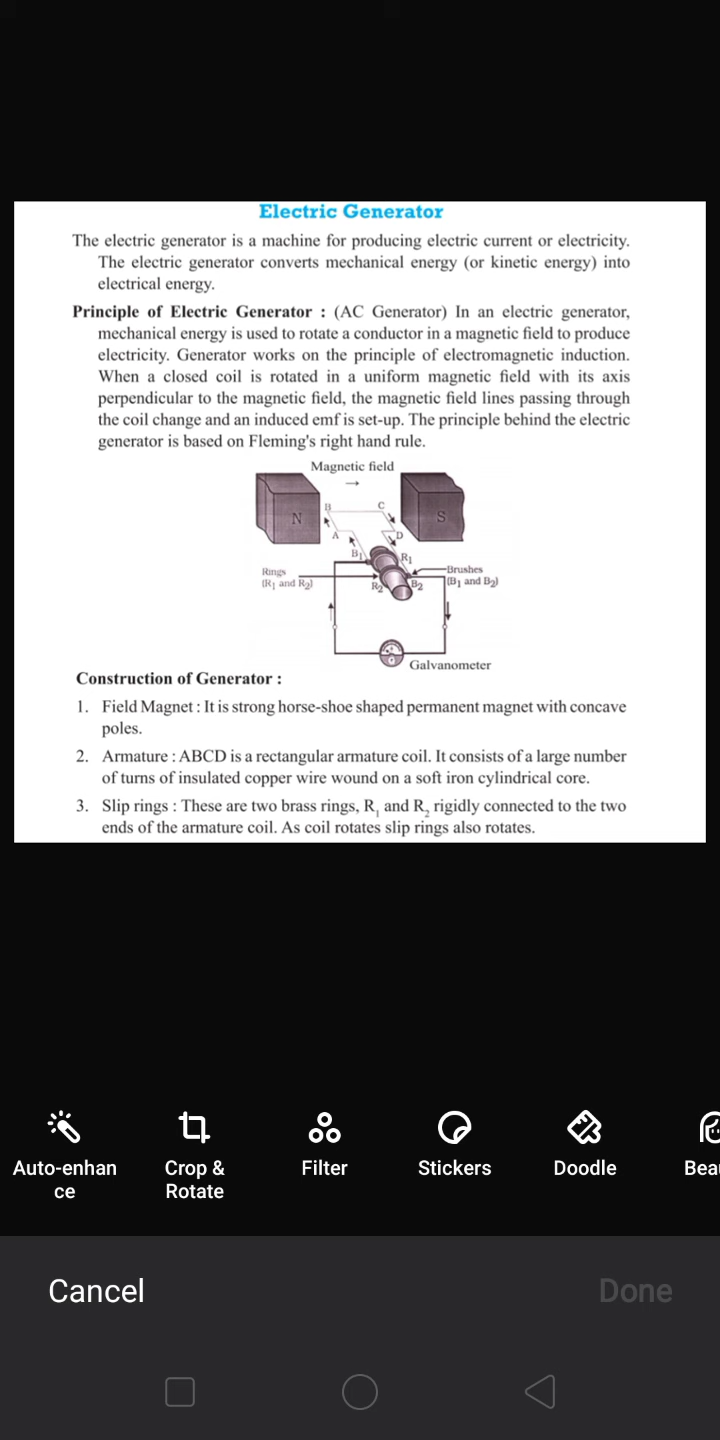 Electric Generator
The electric generator is a machine for producing electric current or electricity.
The electric generator converts mechanical energy (or kinetic energy) into
electrical energy.
Principle of Electric Generator : (AC Generator) In an electric generator,
mechanical energy is used to rotate a conductor in a magnetic field to produce
electricity. Generator works on the principle of electromagnetic induction.
When a closed coil is rotated in a uniform magnetic field with its axis
perpendicular to the magnetic field, the magnetic field lines passing through
the coil change and an induced emf is set-up. The principle behind the electric
generator is based on Fleming's right hand rule.
Magnetic field
→
N
B
C
S
A
D
B₁
R₁
Rings
(R₁ and R₂)
R₂
B₂
Brushes
(B₁ and B₂)
G
Galvanometer
Construction of Generator :
1. Field Magnet : It is strong horse-shoe shaped permanent magnet with concave
poles.
2. Armature : ABCD is a rectangular armature coil. It consists of a large number
of turns of insulated copper wire wound on a soft iron cylindrical core.
3. Slip rings : These are two brass rings, R₁ and R₂ rigidly connected to the two
ends of the armature coil. As coil rotates slip rings also rotates.
Auto-enhan
ce
Crop &
Rotate
Filter
Stickers
Doodle
Beau
Cancel
Done